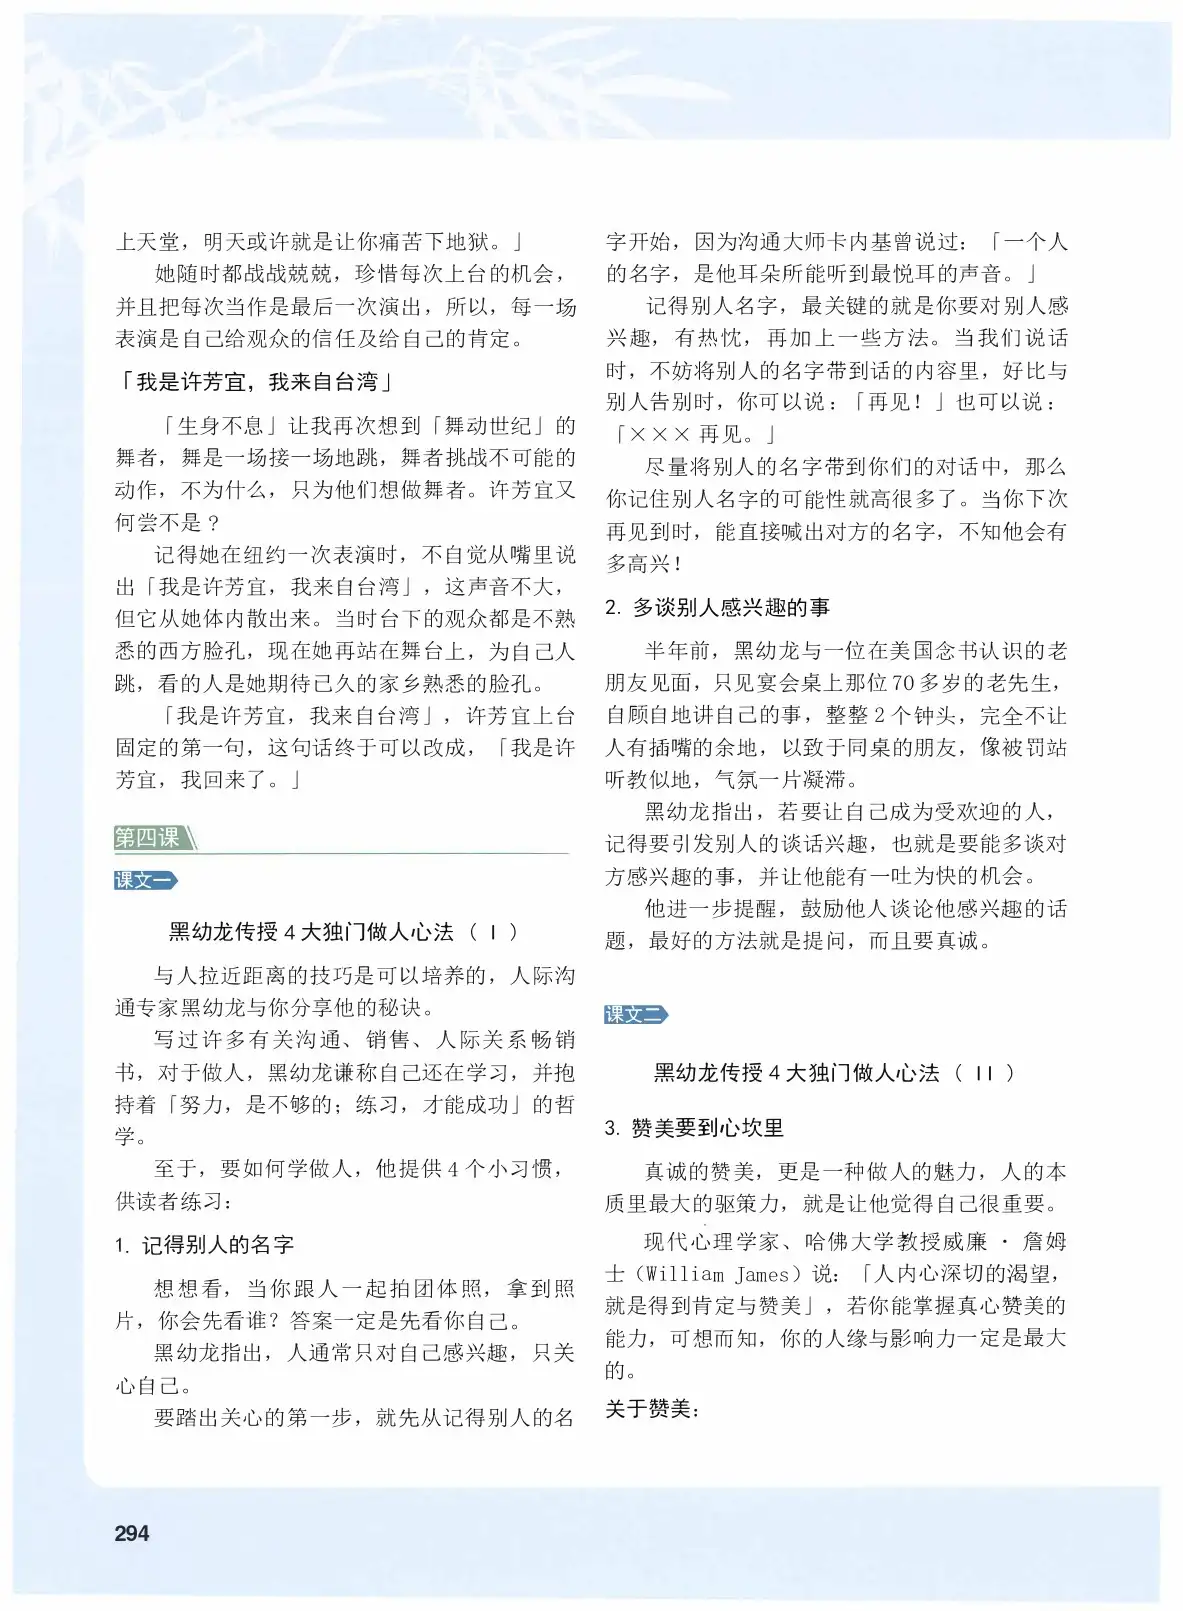 上天堂，明天或许就是让你痛苦下地狱。」
她随时都战战兢兢，珍惜每次上台的机会，
并且把每次当作是最后一次演出，所以，每一场
表演是自己给观众的信任及给自己的肯定。
「我是许芳宜，我来自台湾」
「生身不息」让我再次想到「舞动世纪」的
舞者，舞是一场接一场地跳，舞者挑战不可能的
动作，不为什么，只为他们想做舞者。许芳宜又
何尝不是？
记得她在纽约一次表演时，不自觉从嘴里说
出「我是许芳宜，我来自台湾」，这声音不大，
但它从她体内散出来。当时台下的观众都是不熟
悉的西方脸孔，现在她再站在舞台上，为自己人
跳，看的人是她期待已久的家乡熟悉的脸孔。
「我是许芳宜，我来自台湾」，许芳宜上台
固定的第一句，这句话终于可以改成，「我是许
芳宜，我回来了。」
第四课
课文一
黑幼龙传授 4 大独门做人心法（ I ）
与人拉近距离的技巧是可以培养的，人际沟
通专家黑幼龙与你分享他的秘诀。
写过许多有关沟通、销售、人际关系畅销
书，对于做人，黑幼龙谦称自己还在学习，并抱
持着「努力，是不够的；练习，才能成功」的哲
学。
至于，要如何学做人，他提供 4 个小习惯，
供读者练习：
1. 记得别人的名字
想想看，当你跟人一起拍团体照，拿到照
片，你会先看谁？答案一定是先看你自己。
黑幼龙指出，人通常只对自己感兴趣，只关
心自己。
要踏出关心的第一步，就先从记得别人的名
字开始，因为沟通大师卡内基曾说过：「一个人
的名字，是他耳朵所能听到最悦耳的声音。」
记得别人名字，最关键的就是你要对别人感
兴趣，有热忱，再加上一些方法。当我们说话
时，不妨将别人的名字带到话的内容里，好比与
别人告别时，你可以说：「再见！」也可以说：
「××× 再见。」
尽量将别人的名字带到你们的对话中，那么
你记住别人名字的可能性就高很多了。当你下次
再见到时，能直接喊出对方的名字，不知他会有
多高兴！
2. 多谈别人感兴趣的事
半年前，黑幼龙与一位在美国念书认识的老
朋友见面，只见宴会桌上那位 70 多岁的老先生，
自顾自地讲自己的事，整整 2 个钟头，完全不让
人有插嘴的余地，以致于同桌的朋友，像被罚站
听教似地，气氛一片凝滞。
黑幼龙指出，若要让自己成为受欢迎的人，
记得要引发别人的谈话兴趣，也就是要能多谈对
方感兴趣的事，并让他能有一吐为快的机会。
他进一步提醒，鼓励他人谈论他感兴趣的话
题，最好的方法就是提问，而且要真诚。
课文二
黑幼龙传授 4 大独门做人心法（ II ）
3. 赞美要到心坎里
真诚的赞美，更是一种做人的魅力，人的本
质里最大的驱策力，就是让他觉得自己很重要。
现代心理学家、哈佛大学教授威廉 · 詹姆
士（William James）说：「人内心深切的渴望，
就是得到肯定与赞美」，若你能掌握真心赞美的
能力，可想而知，你的人缘与影响力一定是最大
的。
关于赞美：
294